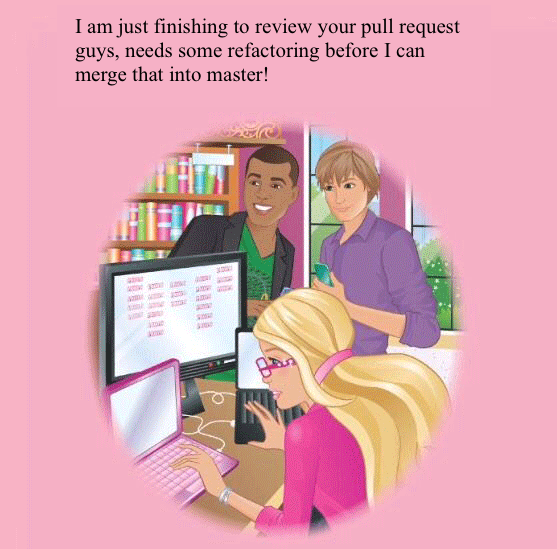 I am just finishing to review your pull request
guys, needs some refactoring before I can
merge that into master!